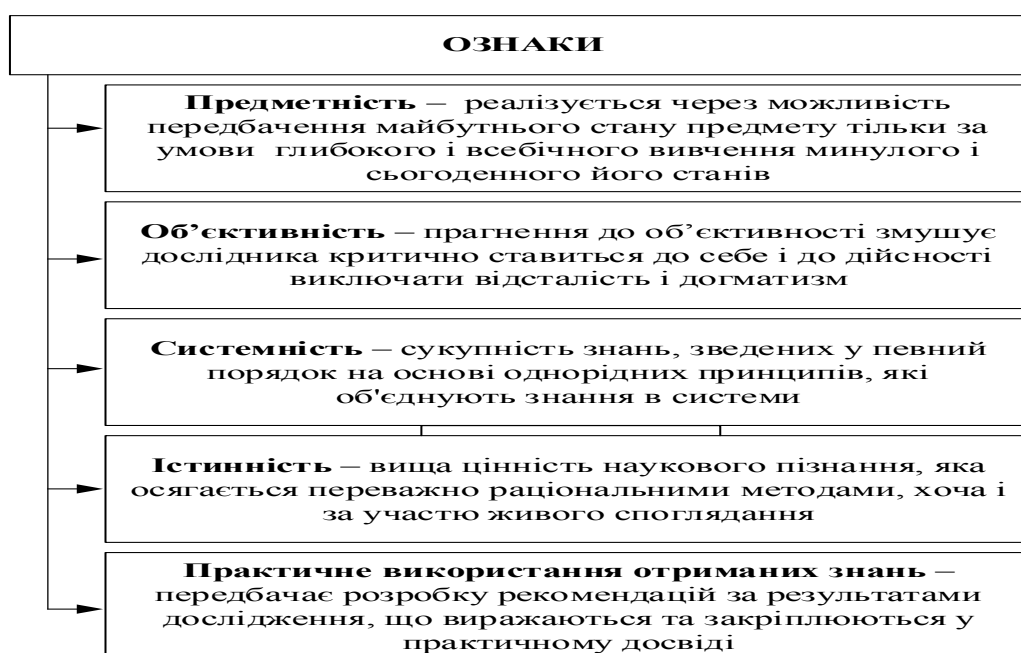 ОЗНАКИ
Предметність – реалізується через можливість
передбачення майбутнього стану предмету тільки за
умови глибокого і всебічного вивчення минулого і
сьогоденного його станів
Об’єктивність – прагнення до об’єктивності змушує
дослідника критично ставиться до себе і до дійсності
виключати відсталість і догматизм
Системність – сукупність знань, зведених у певний
порядок на основі однорідних принципів, які
об'єднують знання в системи
Істинність – вища цінність наукового пізнання, яка
осягається переважно раціональними методами, хоча і
за участю живого споглядання
Практичне використання отриманих знань –
передбачає розробку рекомендацій за результатами
дослідження, що виражаються та закріплюються у
практичному досвіді